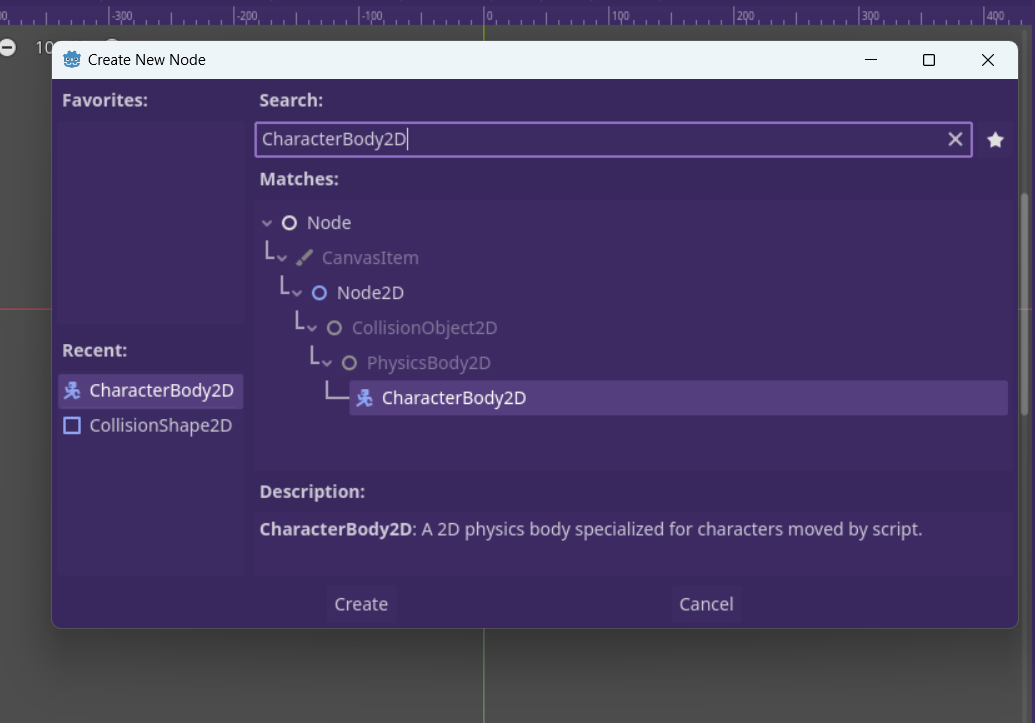 -300 -200 -100 0 100 200 300 400
Create New Node
Favorites:
Search:
CharacterBody2D
Matches:
Node
CanvasItem
Node2D
CollisionObject2D
Recent:
PhysicsBody2D
CharacterBody2D
CharacterBody2D
CollisionShape2D
Description:
CharacterBody2D: A 2D physics body specialized for characters moved by script.
Create
Cancel